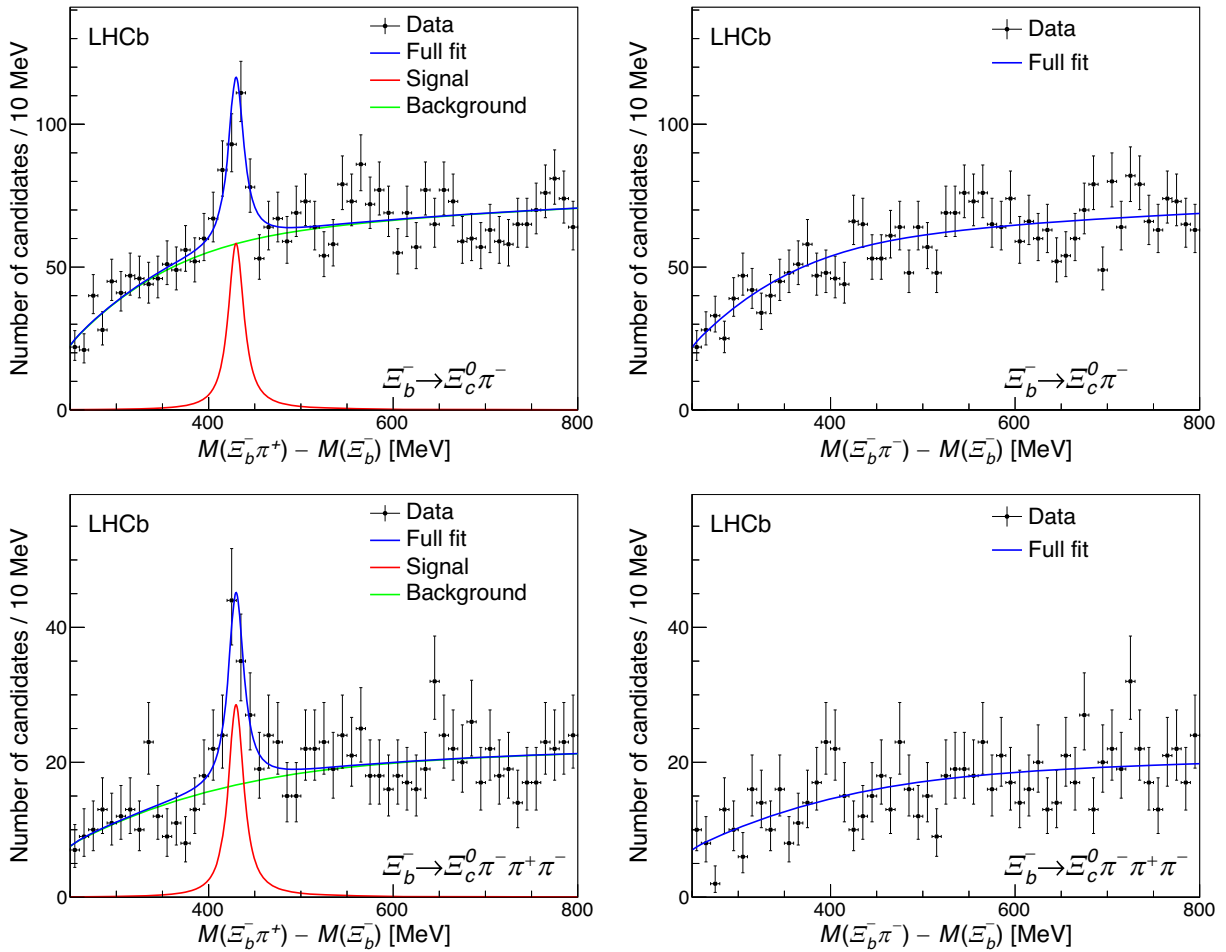 LHCb
Data
Full fit
Signal
Background
Number of candidates / 10 MeV
100
50
0
400
600
800
Ξb−→Ξc0π−
M(Ξb−π+) − M(Ξb−) [MeV]
LHCb
Data
Full fit
Number of candidates / 10 MeV
100
50
0
400
600
800
Ξb−→Ξc0π−
M(Ξb−π−) − M(Ξb−) [MeV]
LHCb
Data
Full fit
Signal
Background
Number of candidates / 10 MeV
40
20
0
400
600
800
Ξb−→Ξc0π−π+π−
M(Ξb−π+) − M(Ξb−) [MeV]
LHCb
Data
Full fit
Number of candidates / 10 MeV
40
20
0
400
600
800
Ξb−→Ξc0π−π+π−
M(Ξb−π−) − M(Ξb−) [MeV]